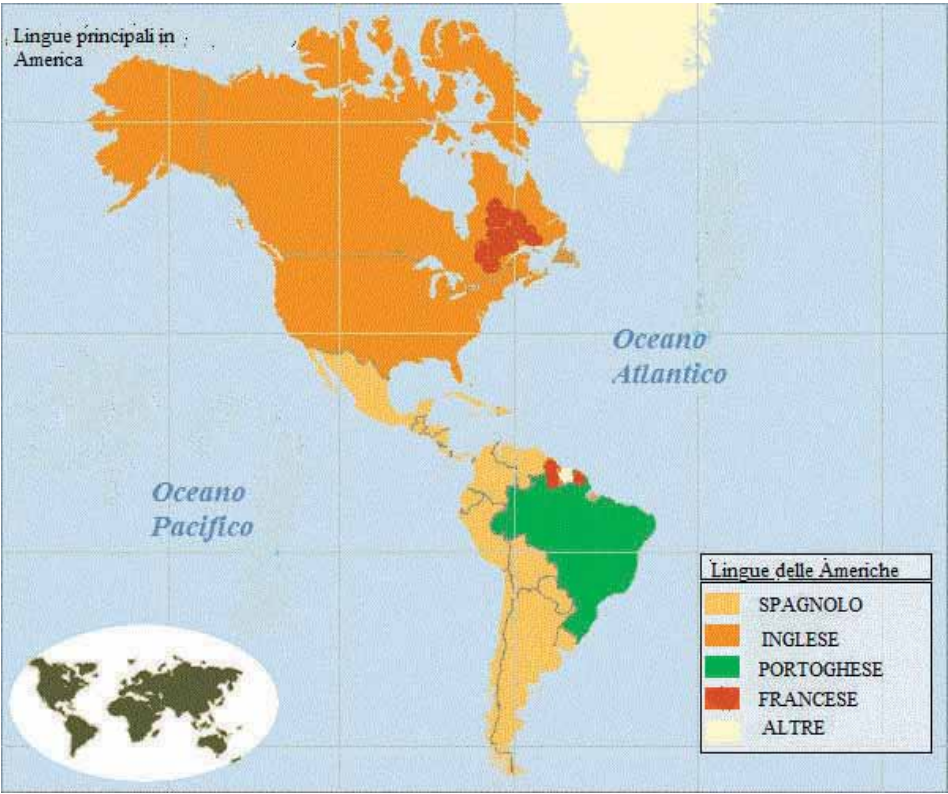 Lingue principali in
America
Oceano
Atlantico
Oceano
Pacifico
Lingue delle Americhe
SPAGNOLO
INGLESE
PORTOGHESE
FRANCESE
ALTRE